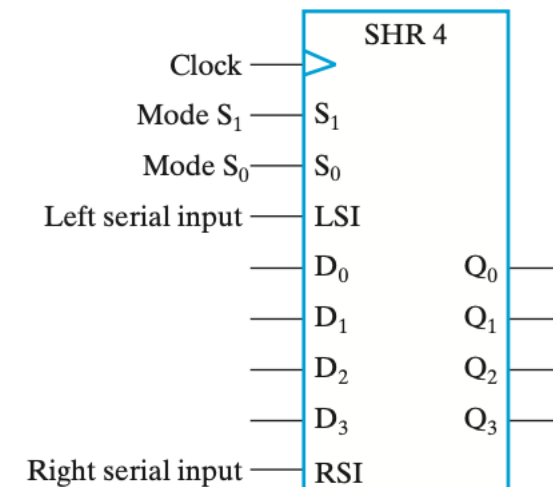 SHR 4
Clock
Mode S₁ S₁
Mode S₀ S₀
Left serial input LSI
D₀ Q₀
D₁ Q₁
D₂ Q₂
D₃ Q₃
Right serial input RSI